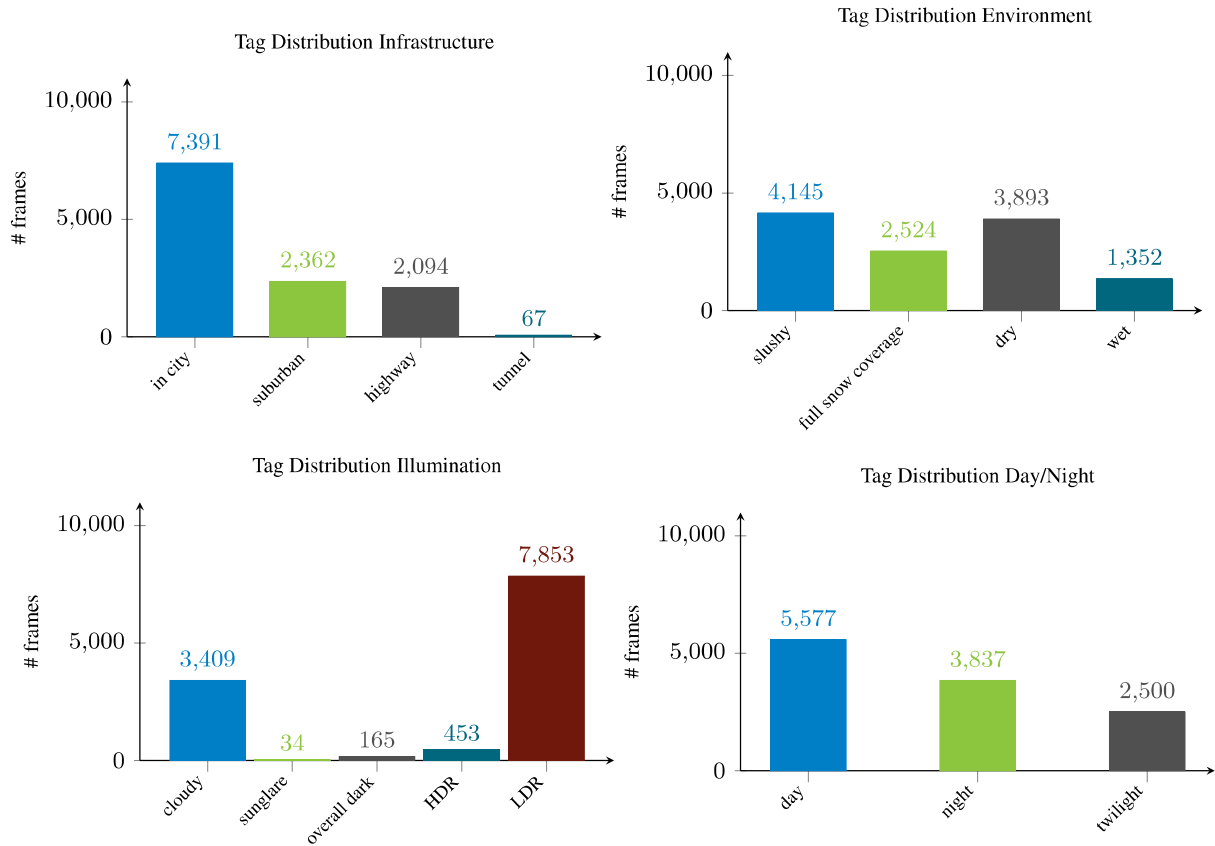 Tag Distribution Infrastructure
10,000
5,000
0
# frames
7,391
2,362
2,094
67
in city
suburban
highway
tunnel
Tag Distribution Environment
10,000
5,000
0
# frames
4,145
2,524
3,893
1,352
slushy
full snow coverage
dry
wet
Tag Distribution Illumination
10,000
5,000
0
# frames
3,409
34
165
453
7,853
cloudy
sunglare
overall dark
HDR
LDR
Tag Distribution Day/Night
10,000
5,000
0
# frames
5,577
3,837
2,500
day
night
twilight